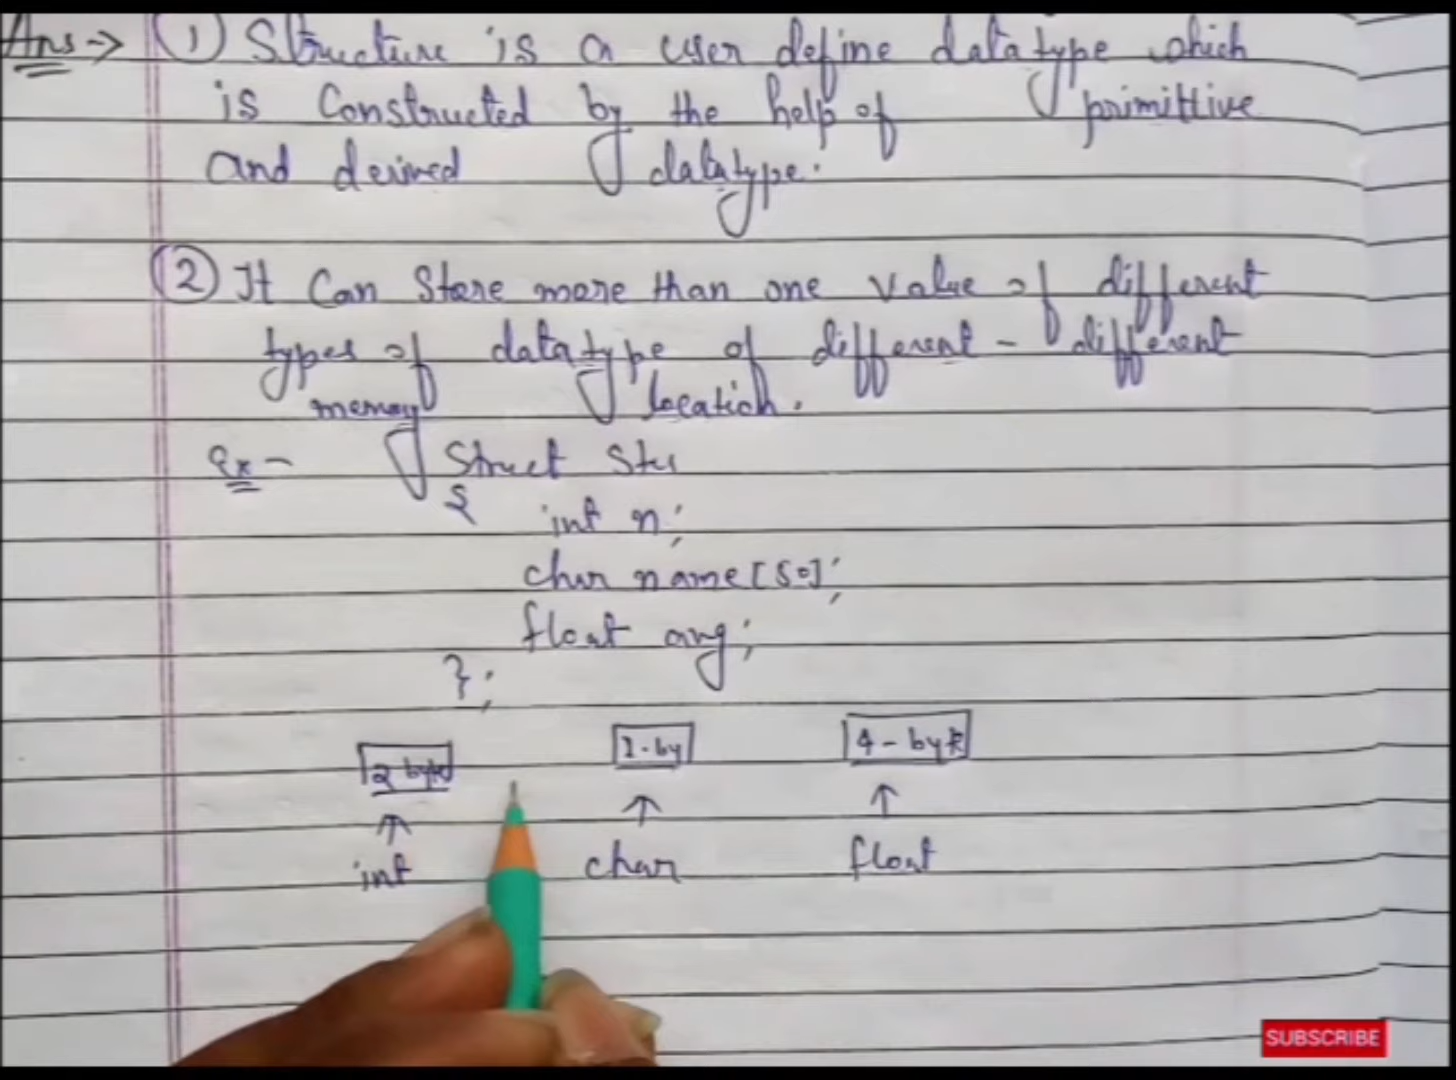 Ans → ① Structure is a user define datatype which
is Constructed by the help of primittive
and derived datatype.
② It Can Store more than one value of different
types of datatype of different - different
memory location.
Ex - Struct Stu
{
int n;
char name[50];
float avg;
};
2 byte 1-by 4-byte
↑ ↑ ↑
int char float
SUBSCRIBE